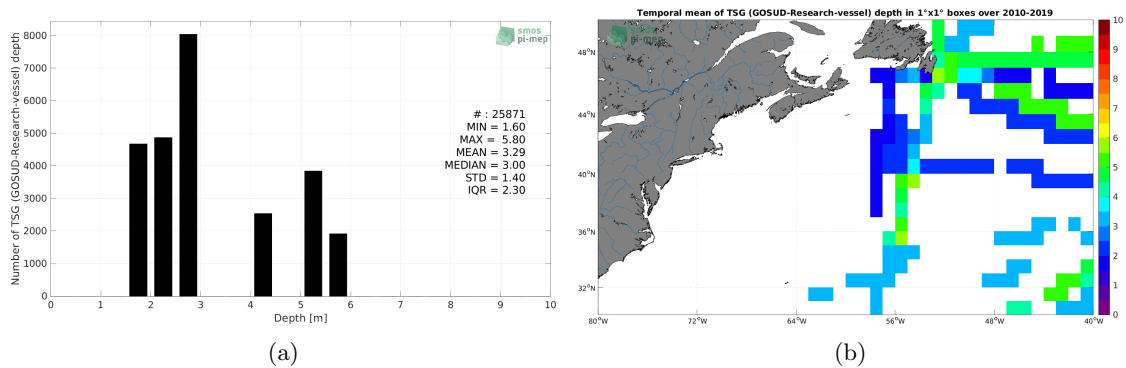 smos
pi-mep
Number of TSG (GOSUD-Research-vessel) depth
8000
7000
6000
5000
4000
3000
2000
1000
0
# : 25871
MIN = 1.60
MAX = 5.80
MEAN = 3.29
MEDIAN = 3.00
STD = 1.40
IQR = 2.30
0 1 2 3 4 5 6 7 8 9 10
Depth [m]
(a)
Temporal mean of TSG (GOSUD-Research-vessel) depth in 1°x1° boxes over 2010-2019
smos
pi-mep
48°N
44°N
40°N
36°N
32°N
80°W 72°W 64°W 56°W 48°W 40°W
10
9
8
7
6
5
4
3
2
1
0
(b)